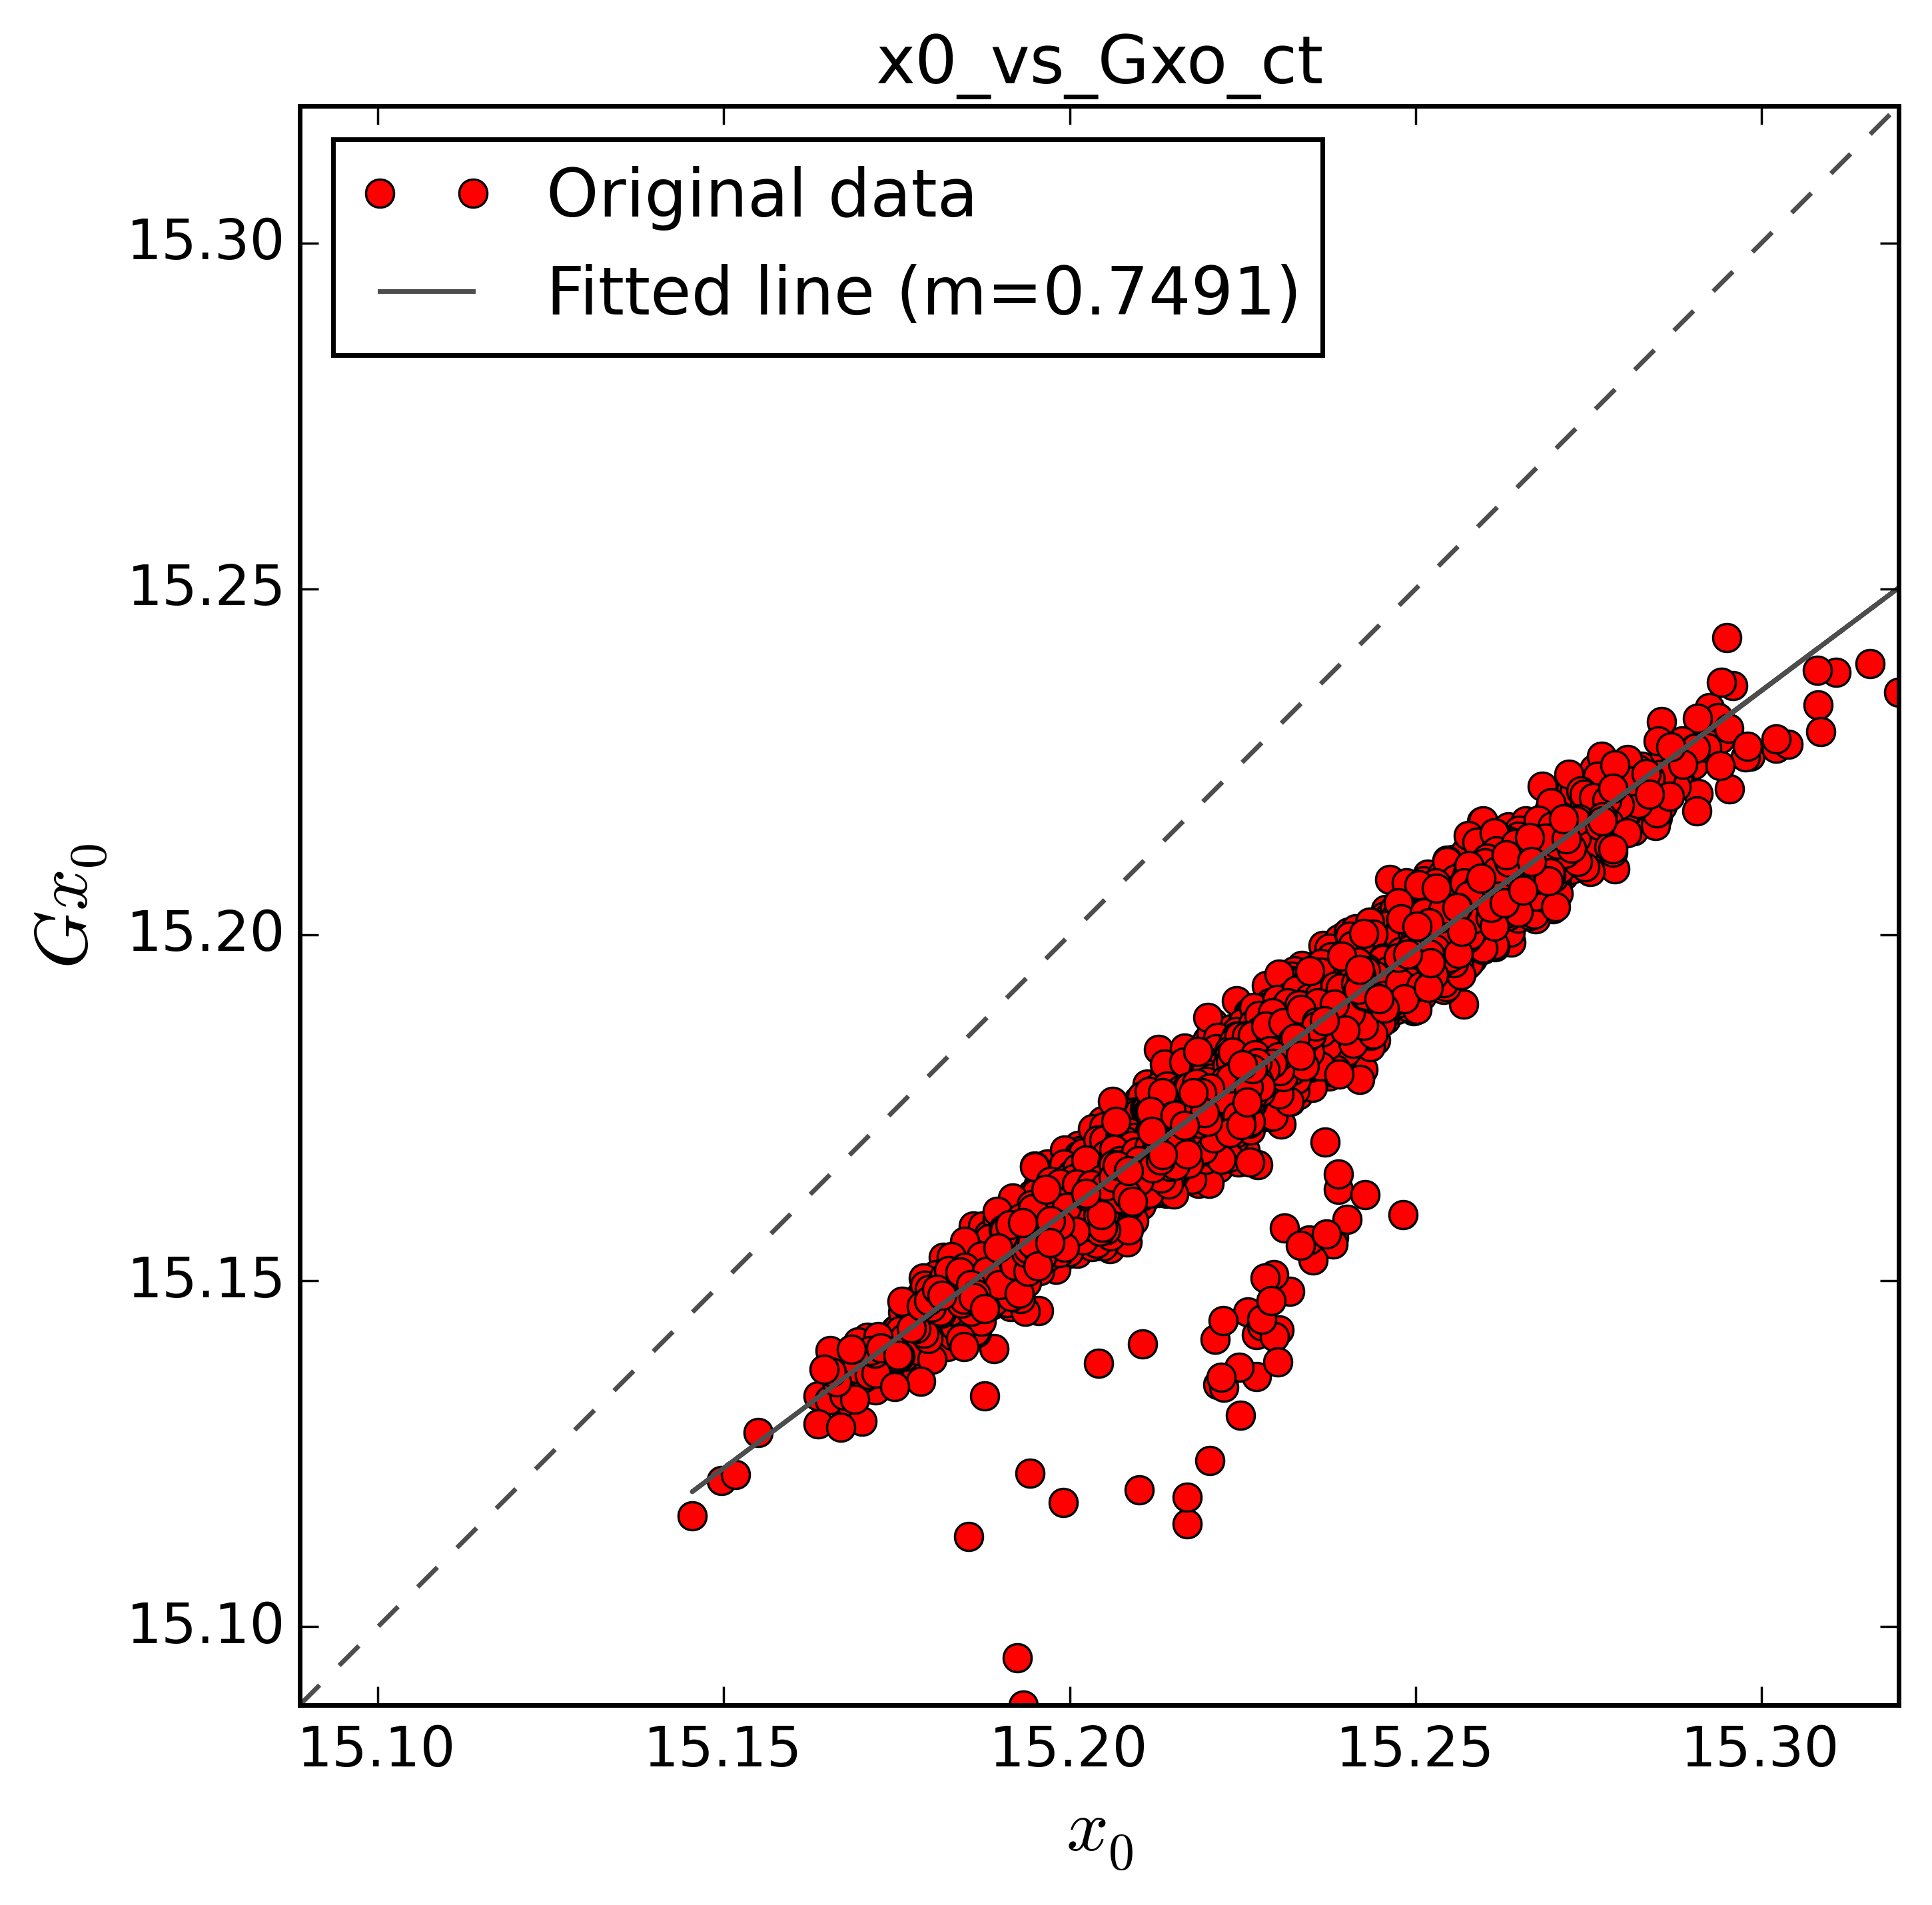 x0_vs_Gxo_ct
Original data
Fitted line (m=0.7491)
15.30
15.25
15.20
15.15
15.10
Gx₀
15.10 15.15 15.20 15.25 15.30
x₀